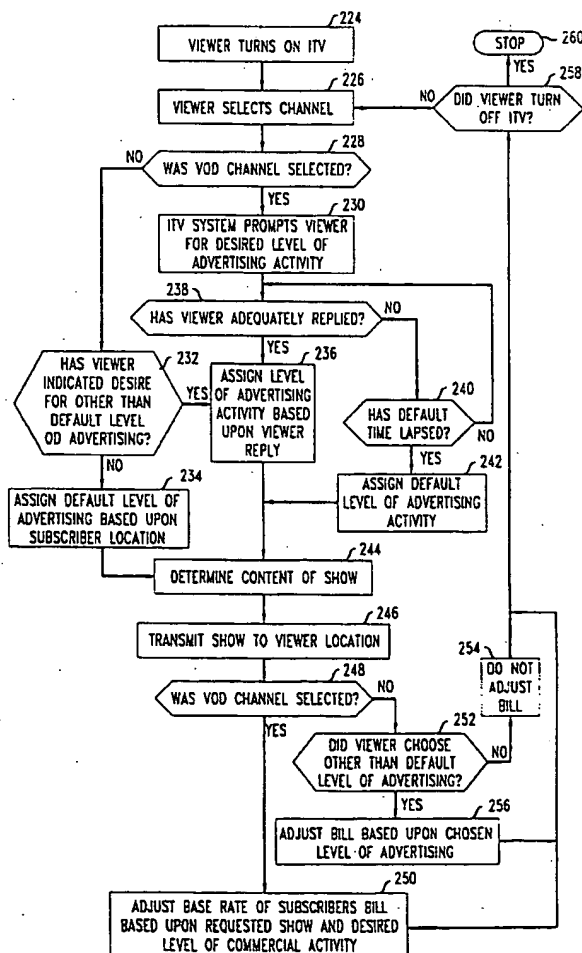 224
VIEWER TURNS ON ITV
226
VIEWER SELECTS CHANNEL
STOP
260
YES
258
DID VIEWER TURN
OFF ITV?
NO
228
NO
WAS VOD CHANNEL SELECTED?
YES
230
ITV SYSTEM PROMPTS VIEWER
FOR DESIRED LEVEL OF
ADVERTISING ACTIVITY
238
HAS VIEWER ADEQUATELY REPLIED?
NO
YES
232
HAS VIEWER
INDICATED DESIRE
FOR OTHER THAN
DEFAULT LEVEL
OD ADVERTISING?
YES
NO
236
ASSIGN LEVEL
OF ADVERTISING
ACTIVITY BASED
UPON VIEWER
REPLY
240
HAS DEFAULT
TIME LAPSED?
NO
YES
242
ASSIGN DEFAULT
LEVEL OF ADVERTISING
ACTIVITY
234
ASSIGN DEFAULT LEVEL OF
ADVERTISING BASED UPON
SUBSCRIBER LOCATION
244
DETERMINE CONTENT OF SHOW
246
TRANSMIT SHOW TO VIEWER LOCATION
248
WAS VOD CHANNEL SELECTED?
NO
YES
252
DID VIEWER CHOOSE
OTHER THAN DEFAULT
LEVEL OF ADVERTISING?
NO
YES
254
DO NOT
ADJUST
BILL
256
ADJUST BILL BASED UPON CHOSEN
LEVEL OF ADVERTISING
250
ADJUST BASE RATE OF SUBSCRIBERS BILL
BASED UPON REQUESTED SHOW AND DESIRED
LEVEL OF COMMERCIAL ACTIVITY